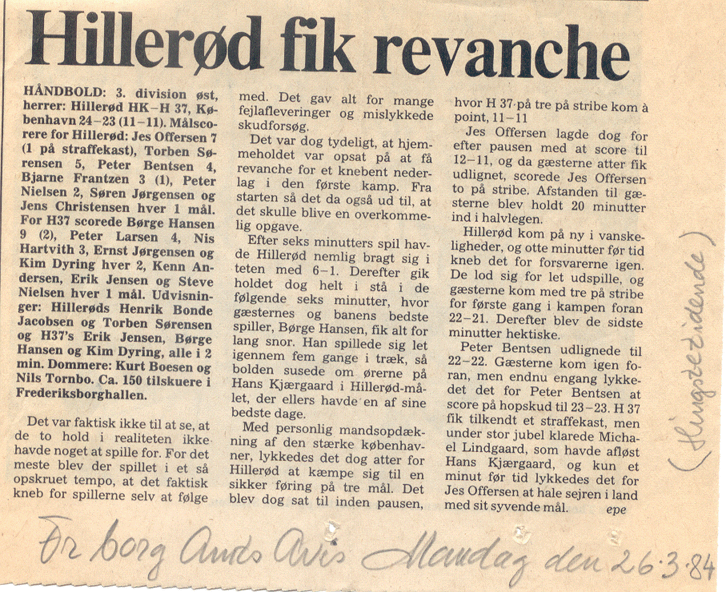 Hillerød fik revanche
HÅNDBOLD: 3. division øst,
herrer: Hillerød HK-H 37, Kø-
benhavn 24-23 (11-11). Målsco-
rere for Hillerød: Jes Offersen 7
(1 på straffekast), Torben Sø-
rensen 5, Peter Bentsen 4,
Bjarne Frantzen 3 (1), Peter
Nielsen 2, Søren Jørgensen og
Jens Christensen hver 1 mål.
For H37 scorede Børge Hansen
9 (2), Peter Larsen 4, Nis
Hartvith 3, Ernst Jørgensen og
Kim Dyring hver 2, Kenn An-
dersen, Erik Jensen og Steve
Nielsen hver 1 mål. Udvisnin-
ger: Hillerøds Henrik Bonde
Jacobsen og Torben Sørensen
og H37's Erik Jensen, Børge
Hansen og Kim Dyring, alle i 2
min. Dommere: Kurt Boesen og
Nils Tornbo. Ca. 150 tilskuere i
Frederiksborghallen.
Det var faktisk ikke til at se, at
de to hold i realiteten ikke
havde noget at spille for. For det
meste blev der spillet i et så
opskruet tempo, at det faktisk
kneb for spillerne selv at følge
med. Det gav alt for mange
fejlafleveringer og mislykkede
skudforsøg.
Det var dog tydeligt, at hjem-
meholdet var opsat på at få
revanche for et knebent neder-
lag i den første kamp. Fra
starten så det da også ud til, at
det skulle blive en overkomme-
lig opgave.
Efter seks minutters spil hav-
de Hillerød nemlig bragt sig i
teten med 6-1. Derefter gik
holdet dog helt i stå i de
følgende seks minutter, hvor
gæsternes og banens bedste
spiller, Børge Hansen, fik alt for
lang snor. Han spillede sig let
igennem fem gange i træk, så
bolden susede om ørerne på
Hans Kjærgaard i Hillerød-må-
let, der ellers havde en af sine
bedste dage.
Med personlig mandsopdæk-
ning af den stærke københav-
ner, lykkedes det dog atter for
Hillerød at kæmpe sig til en
sikker føring på tre mål. Det
blev dog sat til inden pausen,
hvor H 37 på tre på stribe kom à
point, 11-11
Jes Offersen lagde dog for
efter pausen med at score til
12-11, og da gæsterne atter fik
udlignet, scorede Jes Offersen
to på stribe. Afstanden til gæ-
sterne blev holdt 20 minutter
ind i halvlegen.
Hillerød kom på ny i vanske-
ligheder, og otte minutter før tid
kneb det for forsvarerne igen.
De lod sig for let udspille, og
gæsterne kom med tre på stribe
for første gang i kampen foran
22-21. Derefter blev de sidste
minutter hektiske.
Peter Bentsen udlignede til
22-22. Gæsterne kom igen fo-
ran, men endnu engang lykke-
det det for Peter Bentsen at
score på hopskud til 23-23. H 37
fik tilkendt et straffekast, men
under stor jubel klarede Micha-
el Lindgaard, som havde afløst
Hans Kjærgaard, og kun et
minut før tid lykkedes det for
Jes Offersen at hale sejren i land
med sit syvende mål. epe
Fr borg Amts Avis Mandag den 26.3.84